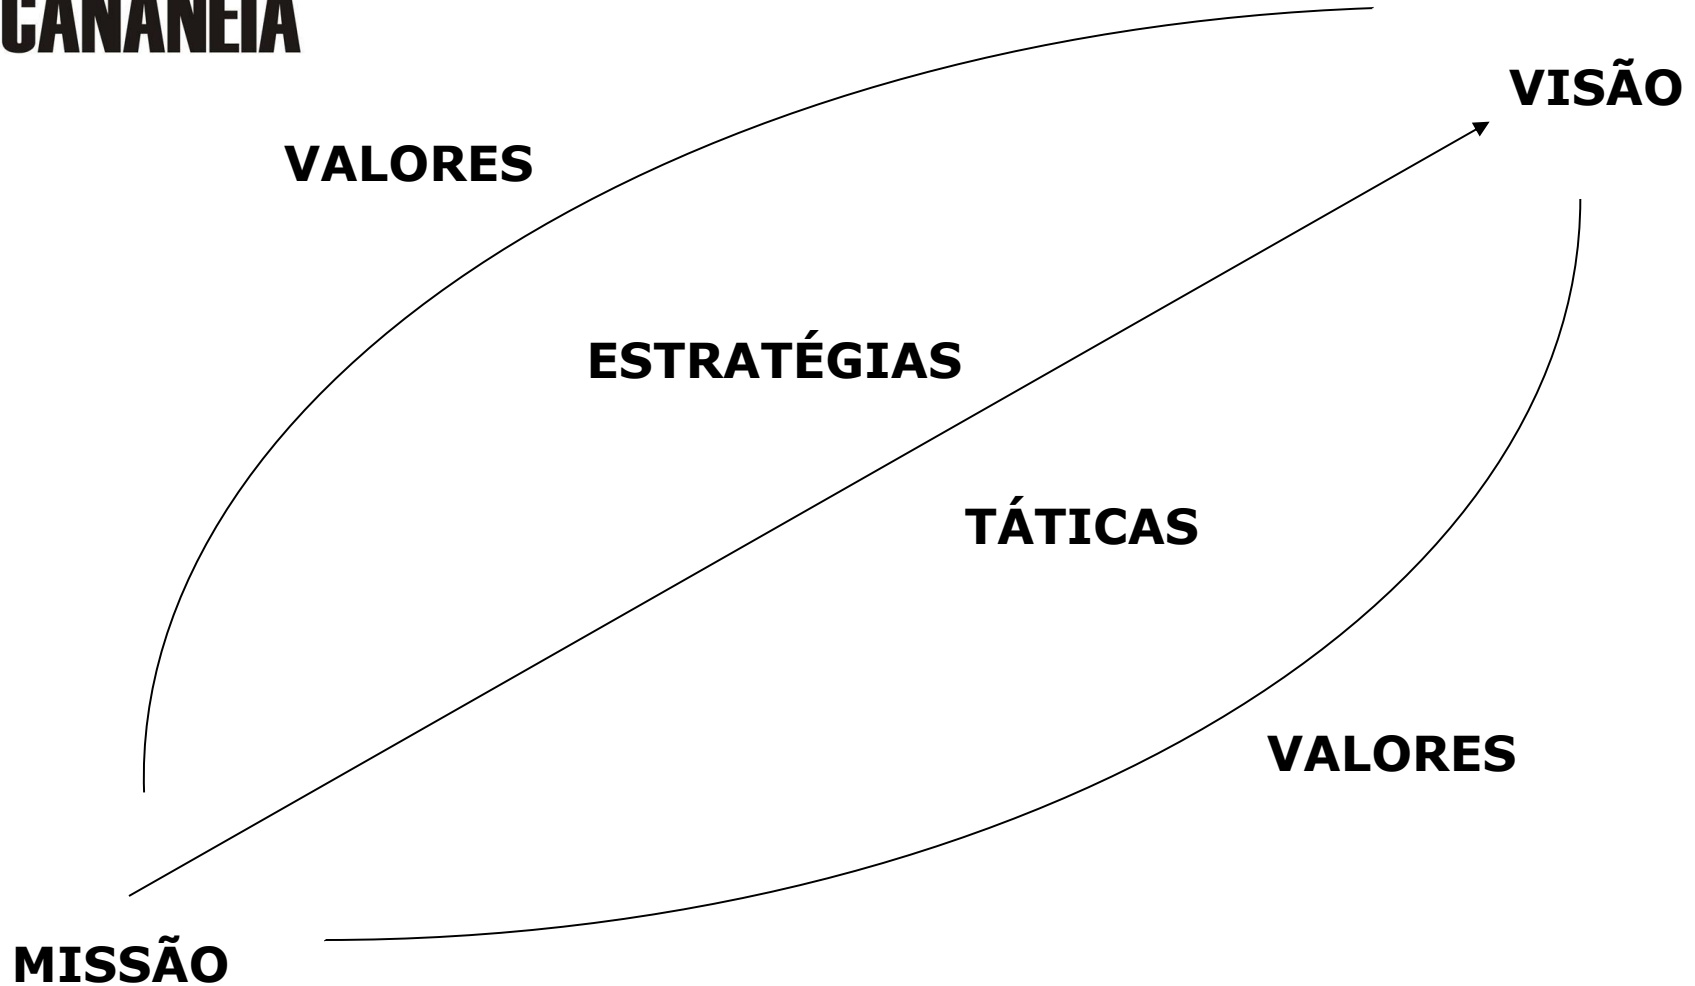 CANANEIA
VISÃO
VALORES
ESTRATÉGIAS
TÁTICAS
VALORES
MISSÃO